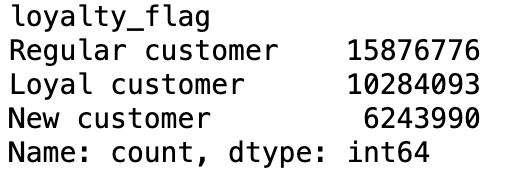 loyalty_flag
Regular customer    15876776
Loyal customer      10284093
New customer         6243990
Name: count, dtype: int64